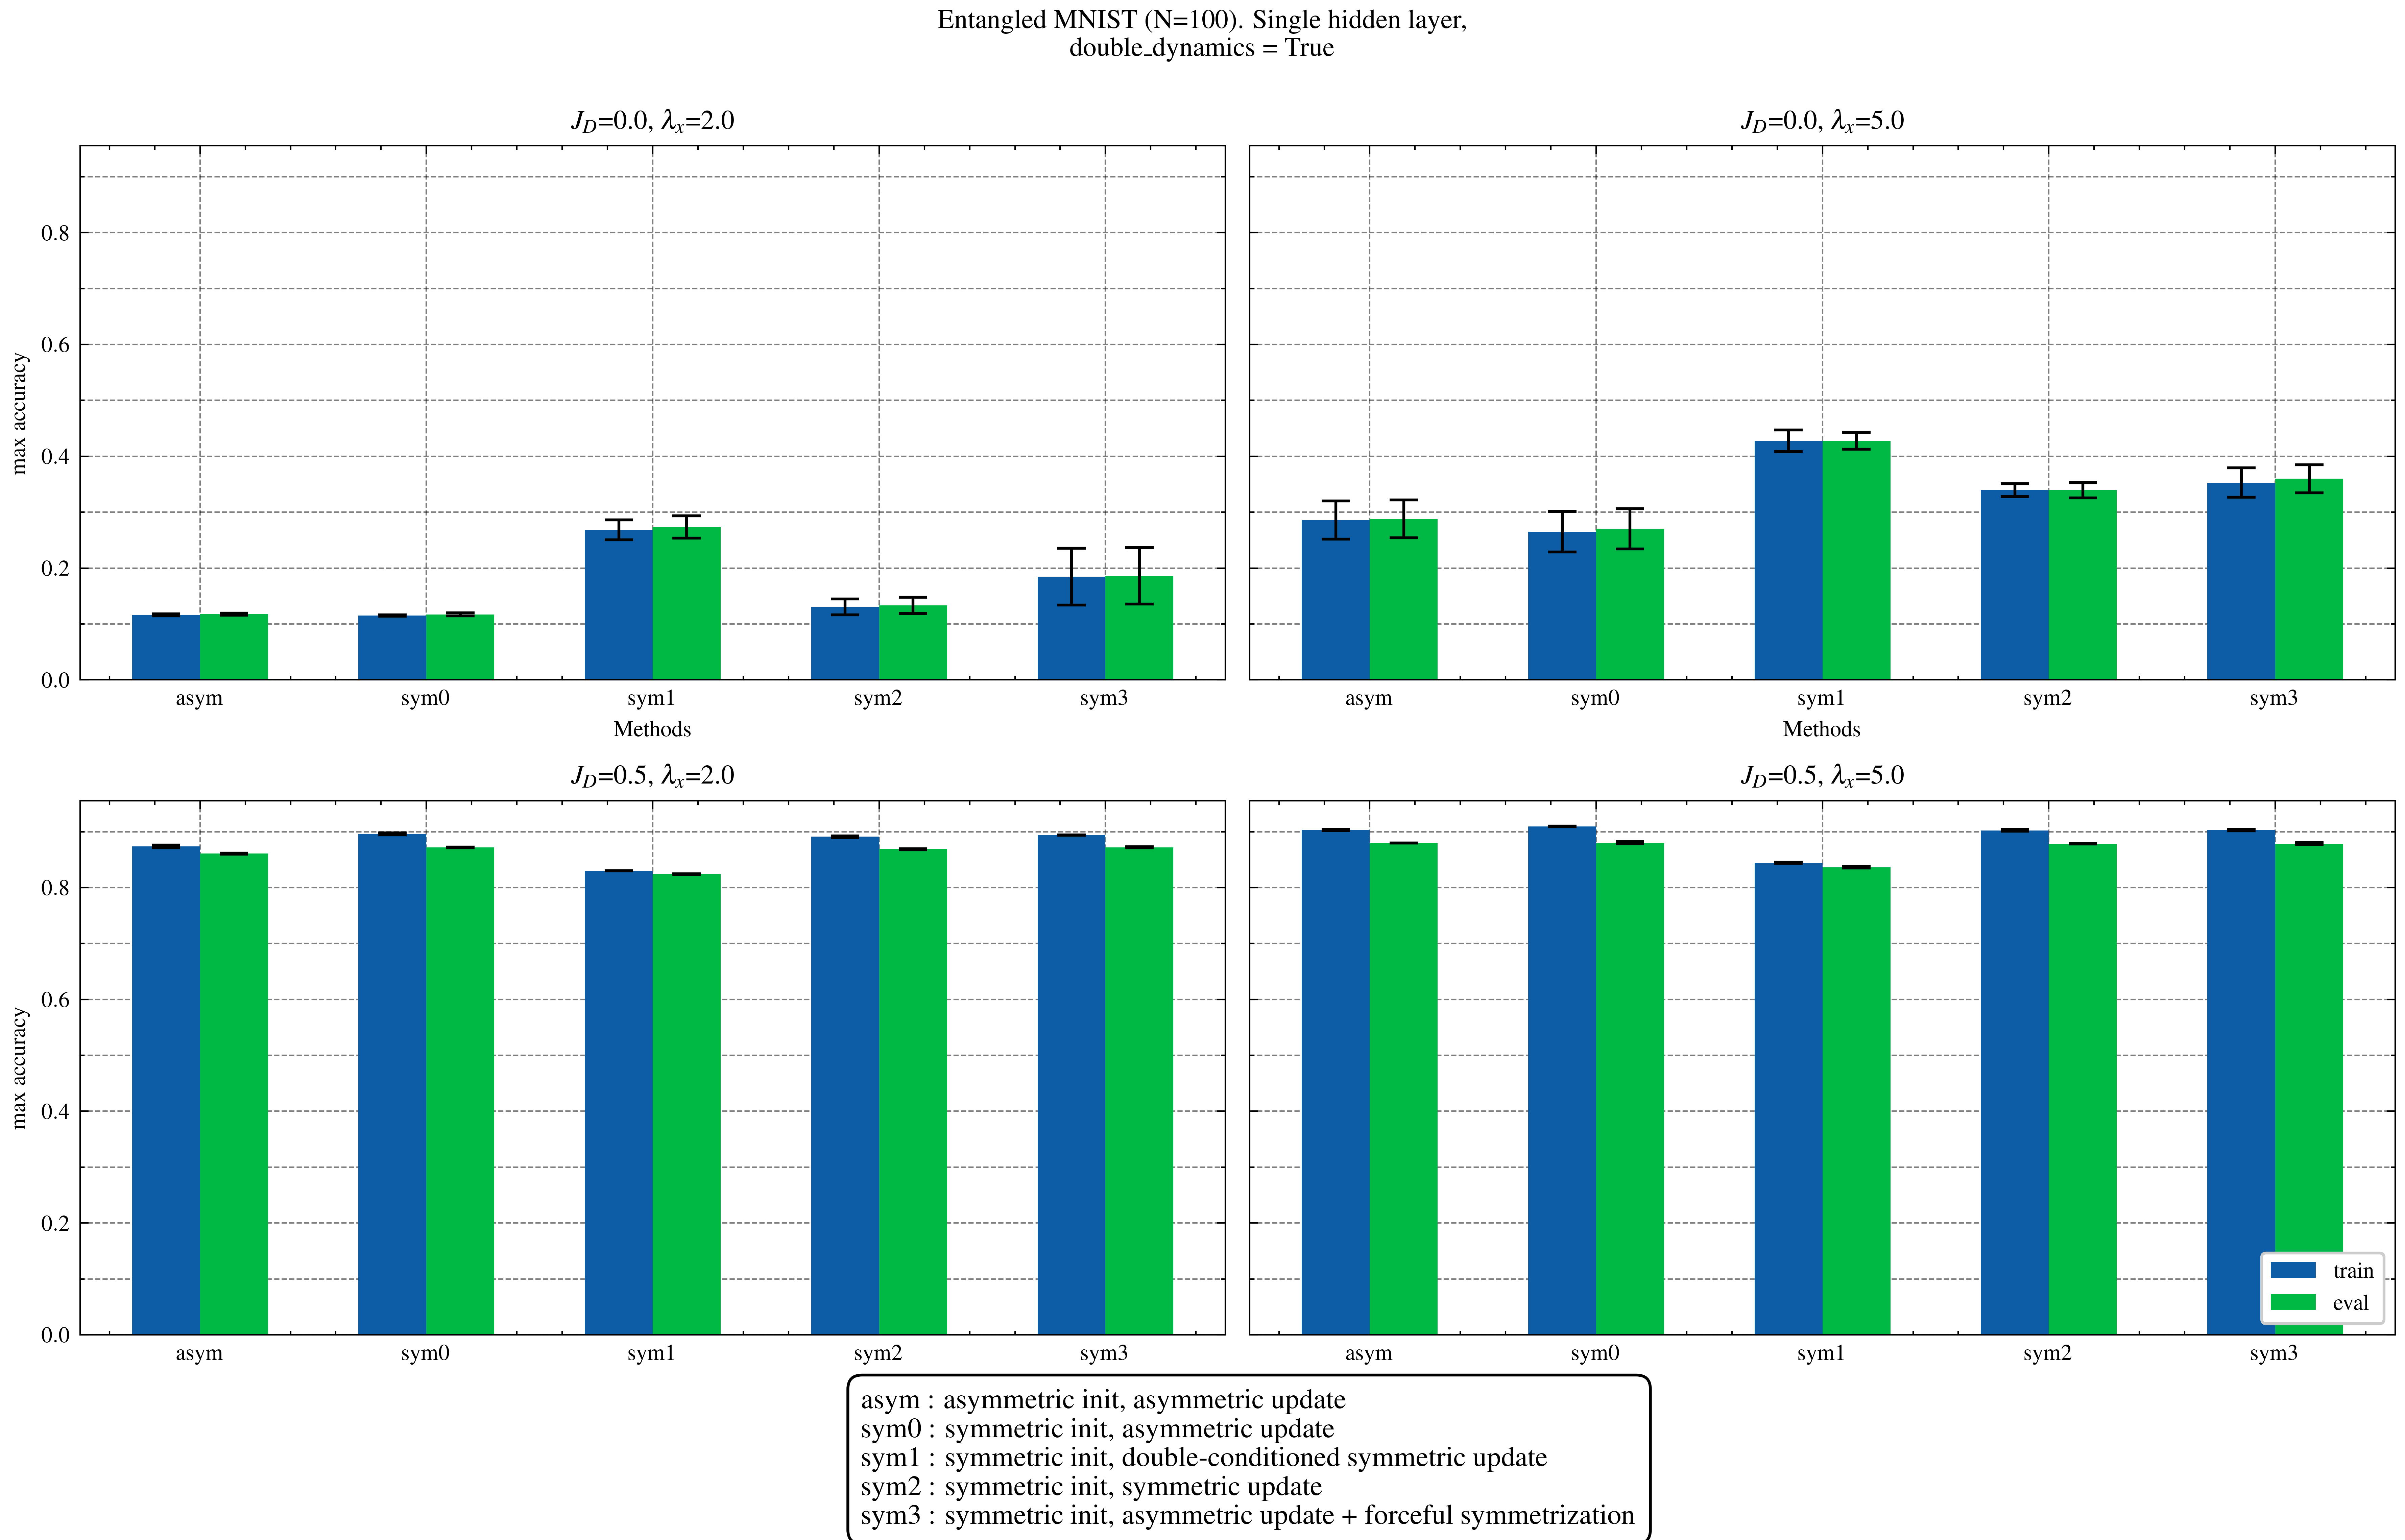 Entangled MNIST (N=100). Single hidden layer,
double_dynamics = True
J_D=0.0, λ_x=2.0
J_D=0.0, λ_x=5.0
max accuracy
0.8
0.6
0.4
0.2
0.0
asym sym0 sym1 sym2 sym3
Methods
asym sym0 sym1 sym2 sym3
Methods
J_D=0.5, λ_x=2.0
J_D=0.5, λ_x=5.0
max accuracy
0.8
0.6
0.4
0.2
0.0
asym sym0 sym1 sym2 sym3
train
eval
asym sym0 sym1 sym2 sym3
asym : asymmetric init, asymmetric update
sym0 : symmetric init, asymmetric update
sym1 : symmetric init, double-conditioned symmetric update
sym2 : symmetric init, symmetric update
sym3 : symmetric init, asymmetric update + forceful symmetrization